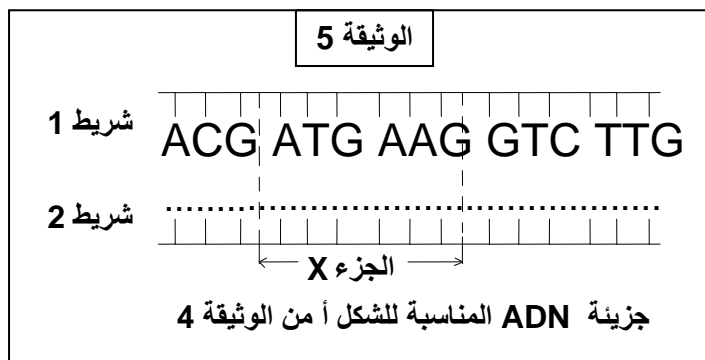 الوثيقة 5
شريط 1
ACG ATG AAG GTC TTG
شريط 2
الجزء X
جزيئة ADN المناسبة للشكل أ من الوثيقة 4